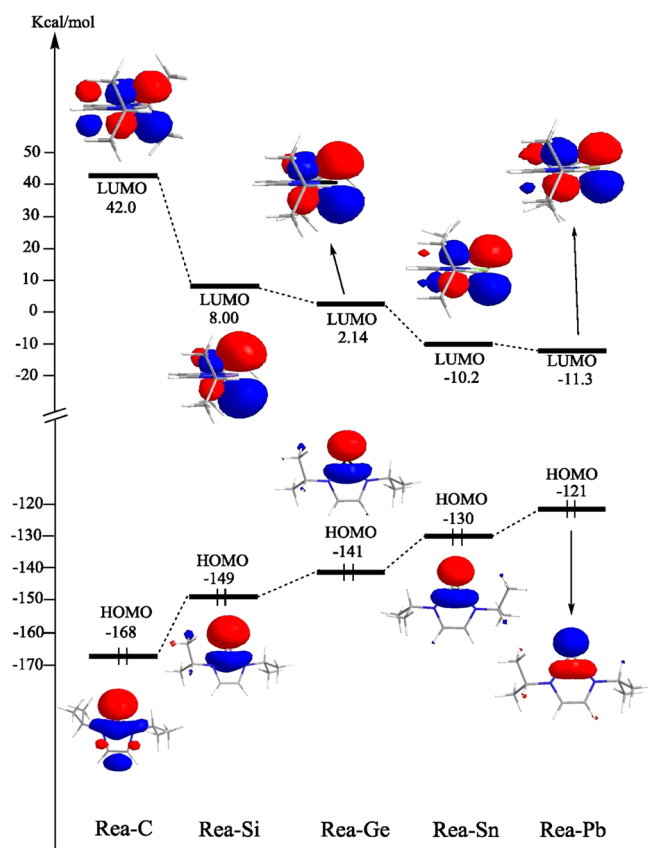 Kcal/mol
50
40
30
20
10
0
-10
-20
-120
-130
-140
-150
-160
-170
LUMO
42.0
LUMO
8.00
LUMO
2.14
LUMO
-10.2
LUMO
-11.3
HOMO
-168
HOMO
-149
HOMO
-141
HOMO
-130
HOMO
-121
Rea-C Rea-Si Rea-Ge Rea-Sn Rea-Pb